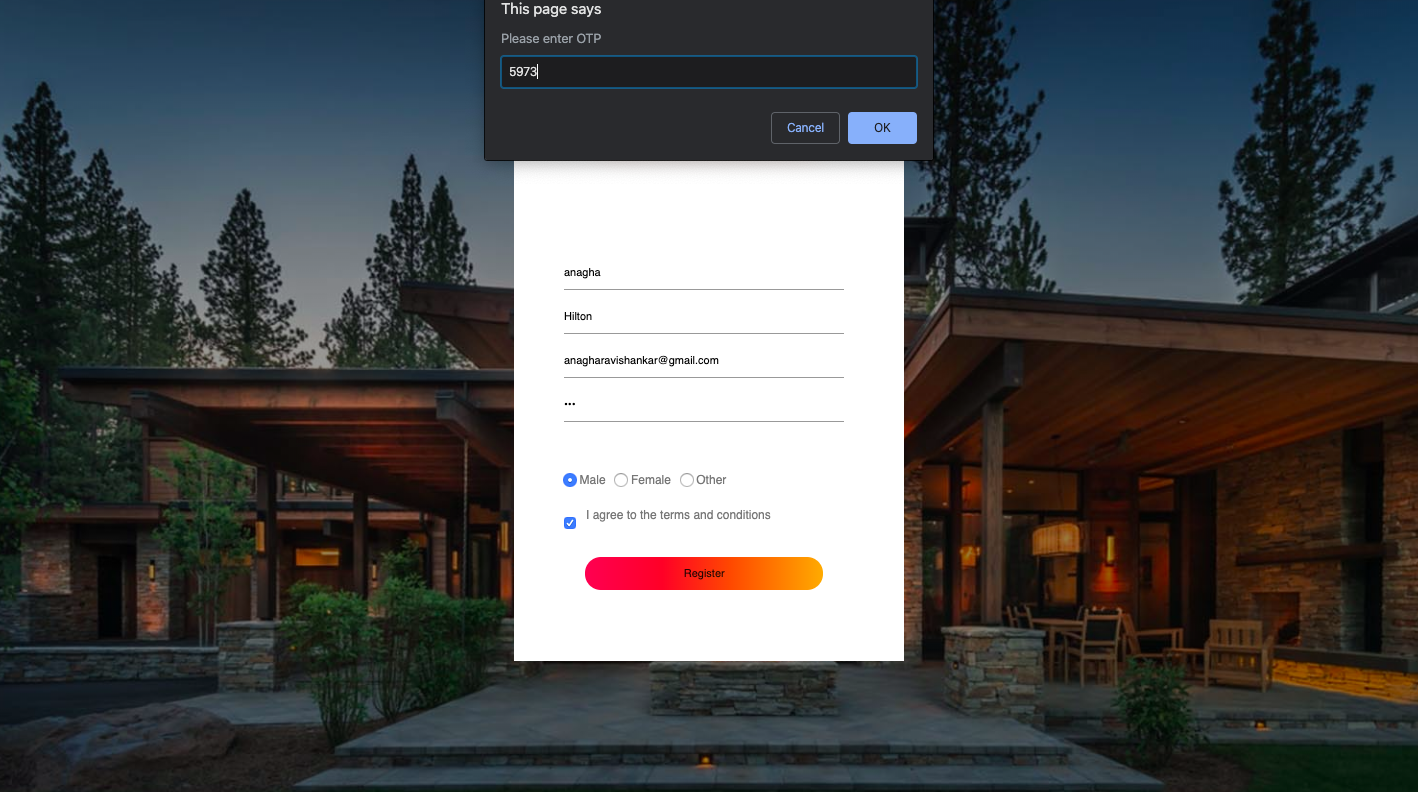 This page says
Please enter OTP
5973
Cancel OK
anagha
Hilton
anagharavishankar@gmail.com
•••
Male Female Other
I agree to the terms and conditions
Register